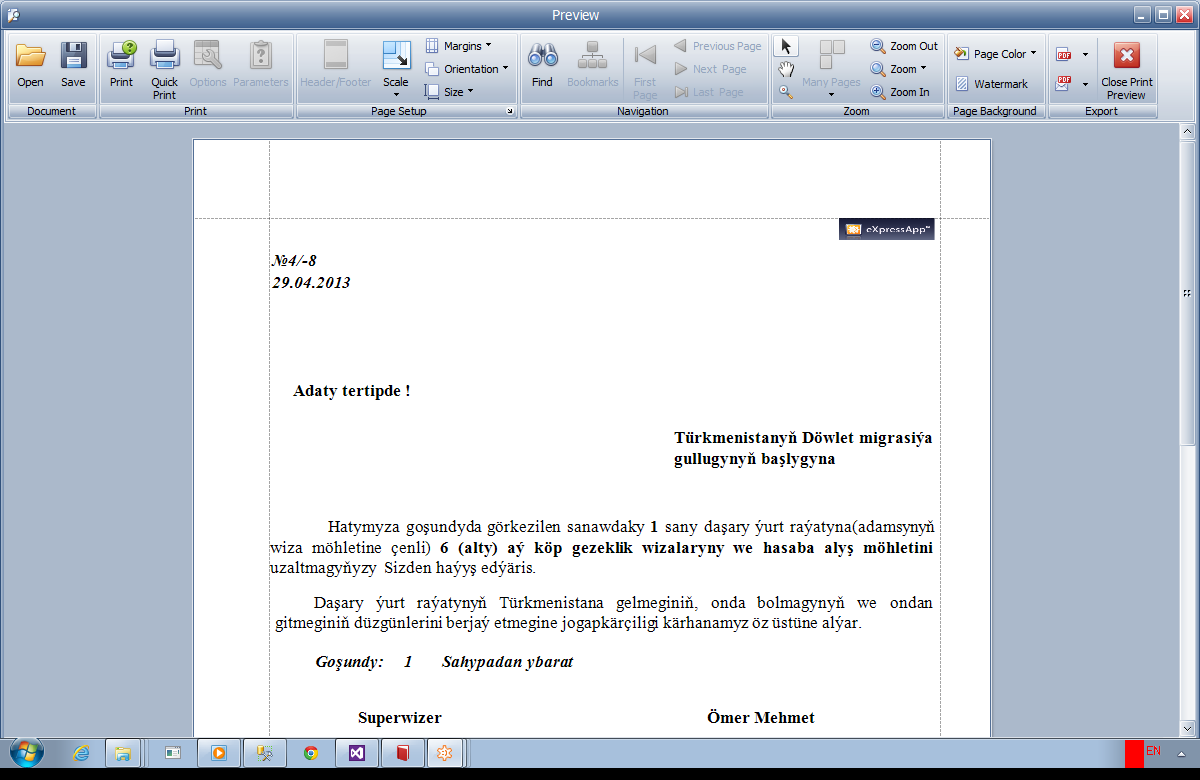 Preview
Open
Save
Document
Print
Quick Print
Options
Parameters
Print
Header/Footer
Scale
Margins
Orientation
Size
Page Setup
Find
Bookmarks
First Page
Previous Page
Next Page
Last Page
Navigation
Many Pages
Zoom Out
Zoom
Zoom In
Zoom
Page Color
Watermark
Page Background
PDF
PDF
Close Print Preview
Export
eXpressApp™
№4/-8
29.04.2013
Adaty tertipde !
Türkmenistanyň Döwlet migrasiýa
gullugynyň başlygyna
Hatymyza goşundyda görkezilen sanawdaky 1 sany daşary ýurt raýatyna(adamsynyň
wiza möhletine çenli) 6 (alty) aý köp gezeklik wizalaryny we hasaba alyş möhletini
uzaltmagyňyzy Sizden haýyş edýäris.
Daşary ýurt raýatynyň Türkmenistana gelmeginiň, onda bolmagynyň we ondan
gitmeginiň düzgünlerini berjaý etmegine jogapkärçiligi kärhanamyz öz üstüne alýar.
Goşundy: 1 Sahypadan ybarat
Superwizer Ömer Mehmet
EN